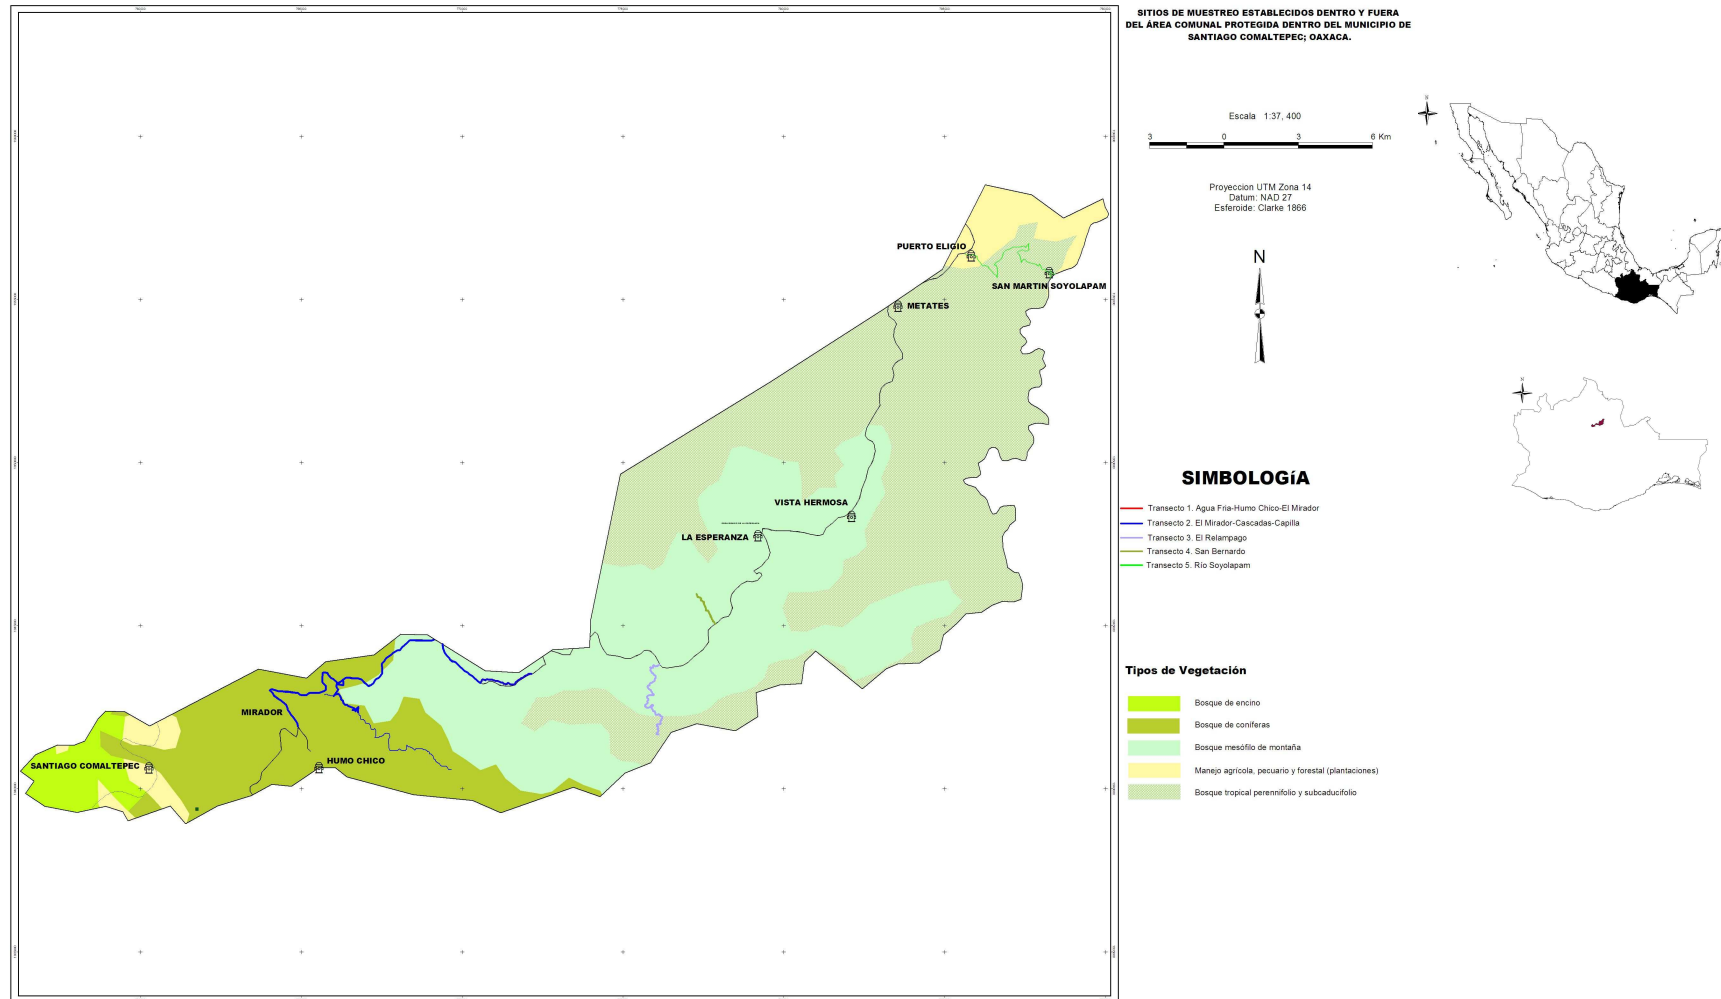 SITIOS DE MUESTREO ESTABLECIDOS DENTRO Y FUERA
DEL ÁREA COMUNAL PROTEGIDA DENTRO DEL MUNICIPIO DE
SANTIAGO COMALTEPEC; OAXACA.
Escala 1:37, 400
3 0 3 6 Km
Proyeccion UTM Zona 14
Datum: NAD 27
Esferoide: Clarke 1866
N
N
N
PUERTO ELIGIO
SAN MARTIN SOYOLAPAM
METATES
VISTA HERMOSA
LA ESPERANZA
MIRADOR
HUMO CHICO
SANTIAGO COMALTEPEC
SIMBOLOGíA
Transecto 1. Agua Fria-Humo Chico-El Mirador
Transecto 2. El Mirador-Cascadas-Capilla
Transecto 3. El Relampago
Transecto 4. San Bernardo
Transecto 5. Río Soyolapam
Tipos de Vegetación
Bosque de encino
Bosque de coníferas
Bosque mesófilo de montaña
Manejo agrícola, pecuario y forestal (plantaciones)
Bosque tropical perennifolio y subcaducifolio